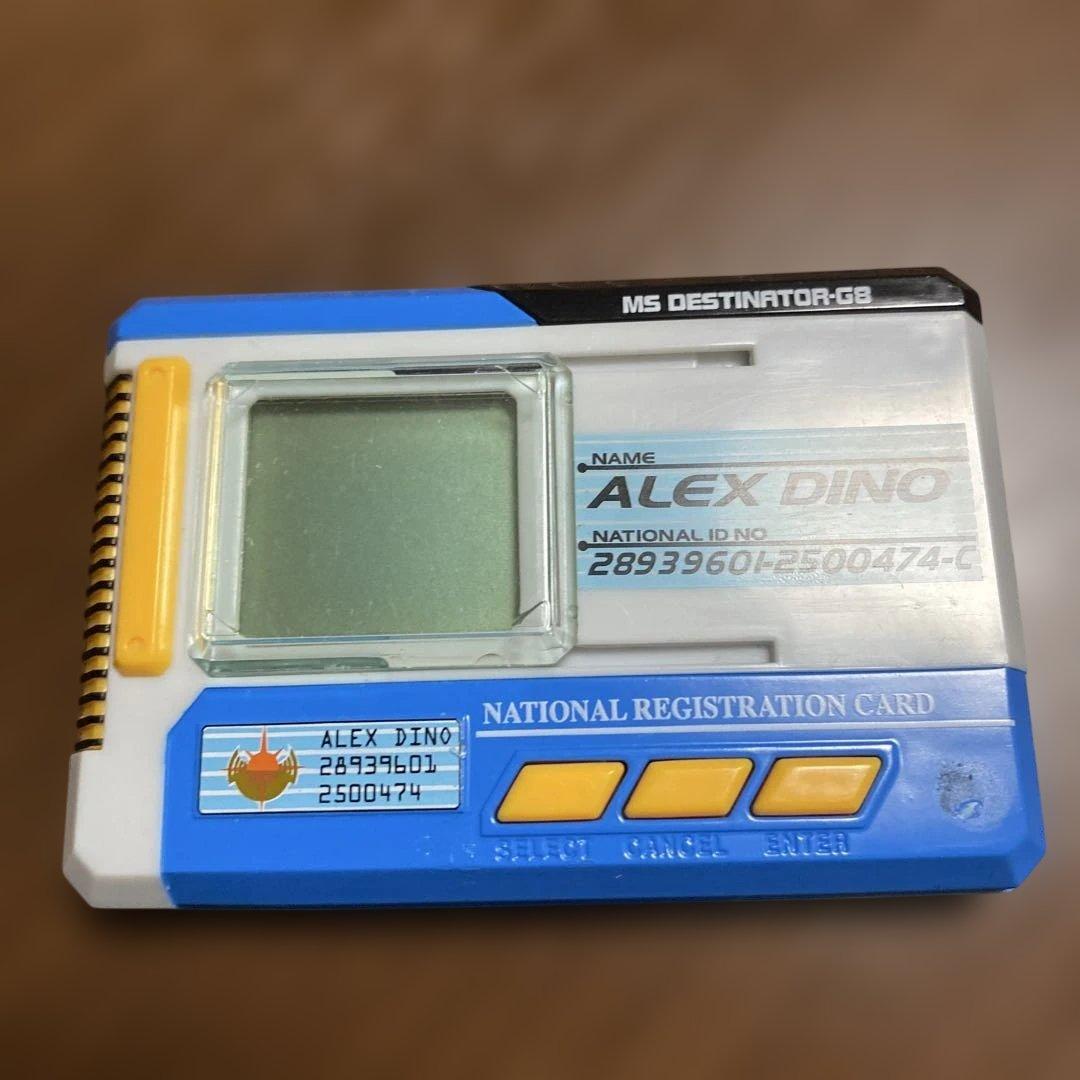 MS DESTINATOR-G8
NAME
ALEX DINO
NATIONAL ID NO
28939601-2500474-C
NATIONAL REGISTRATION CARD
ALEX DINO
28939601
2500474
SELECT CANCEL ENTER